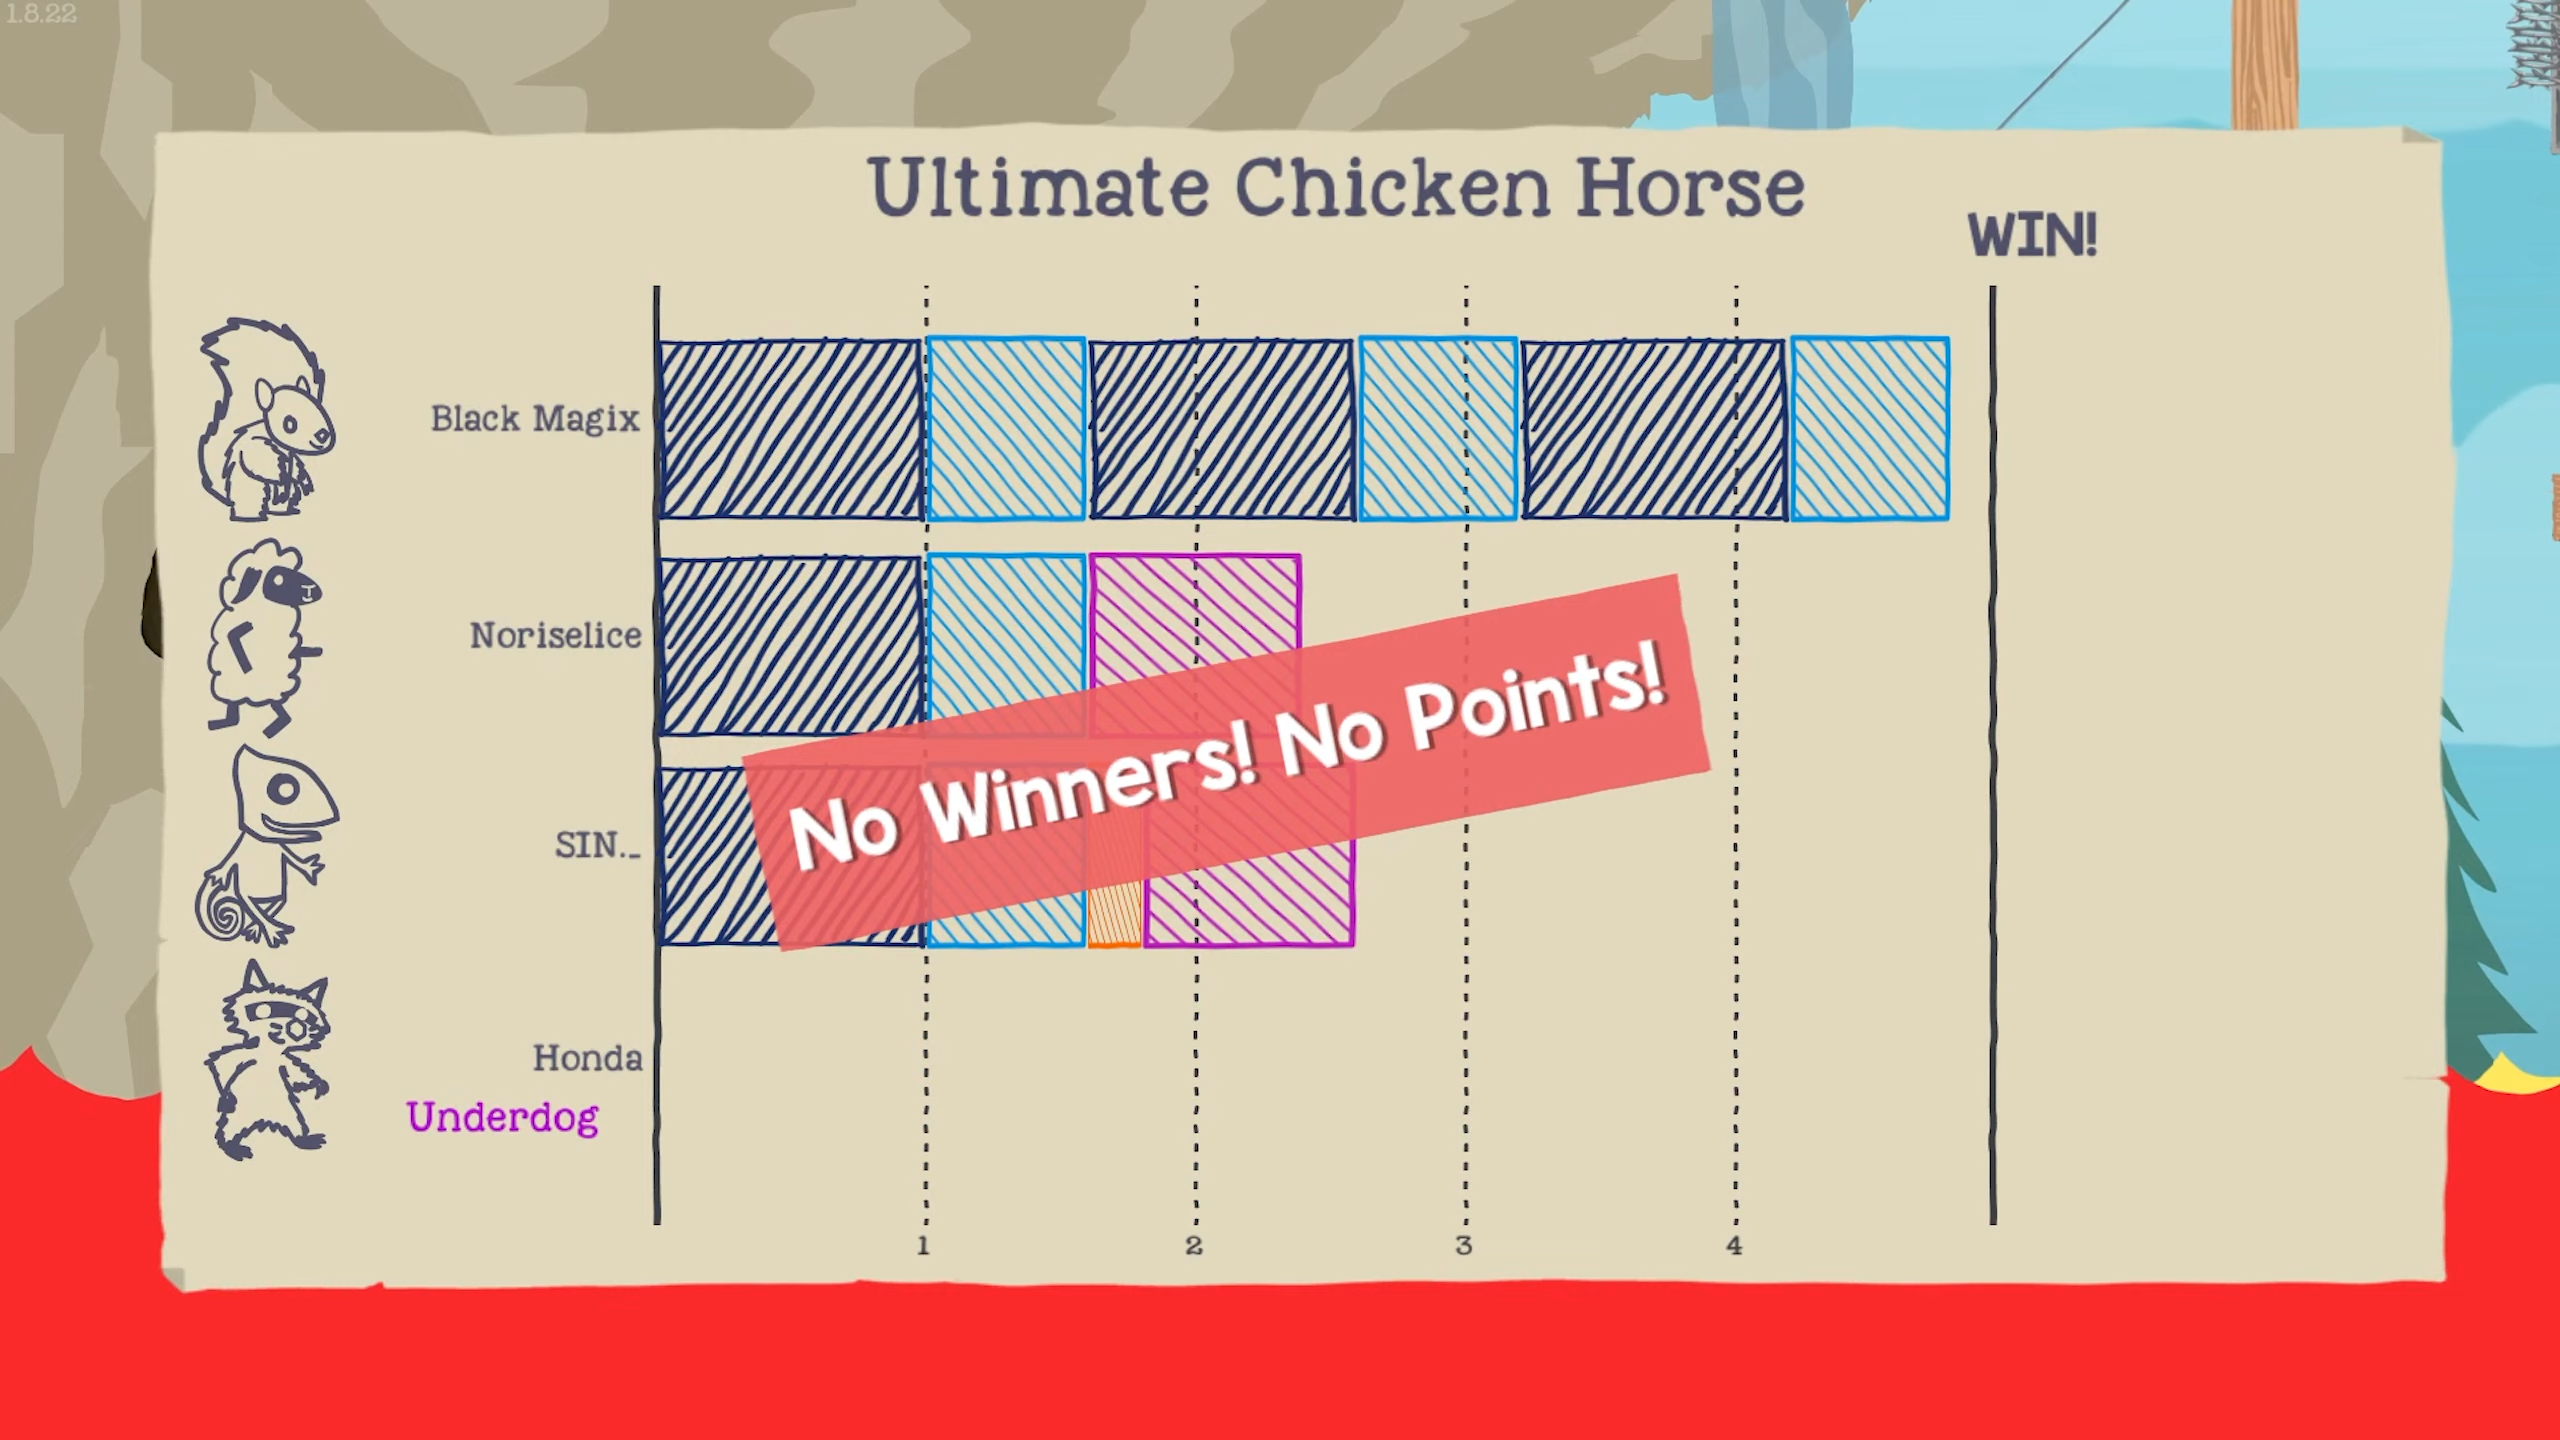 1.8.22
Ultimate Chicken Horse
WIN!
Black Magix
Noriselice
No Winners! No Points!
SIN._
Honda
Underdog
1 2 3 4